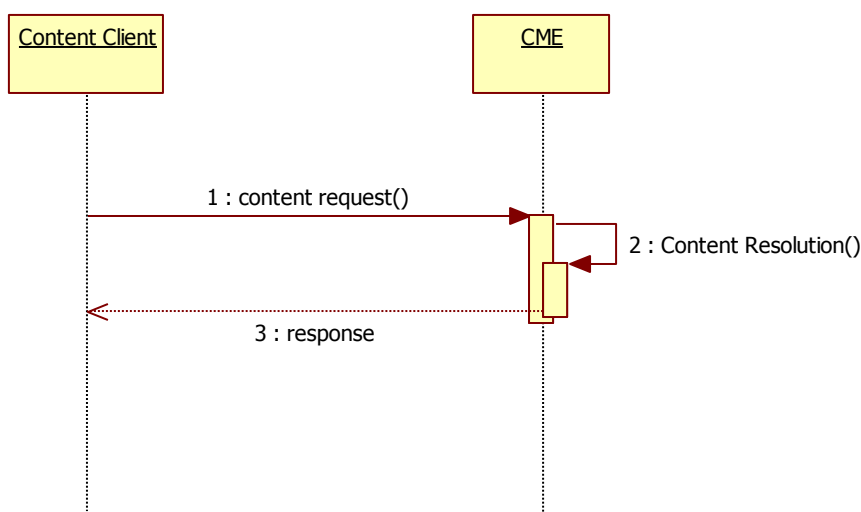 Content Client
CME
1 : content request()
2 : Content Resolution()
3 : response